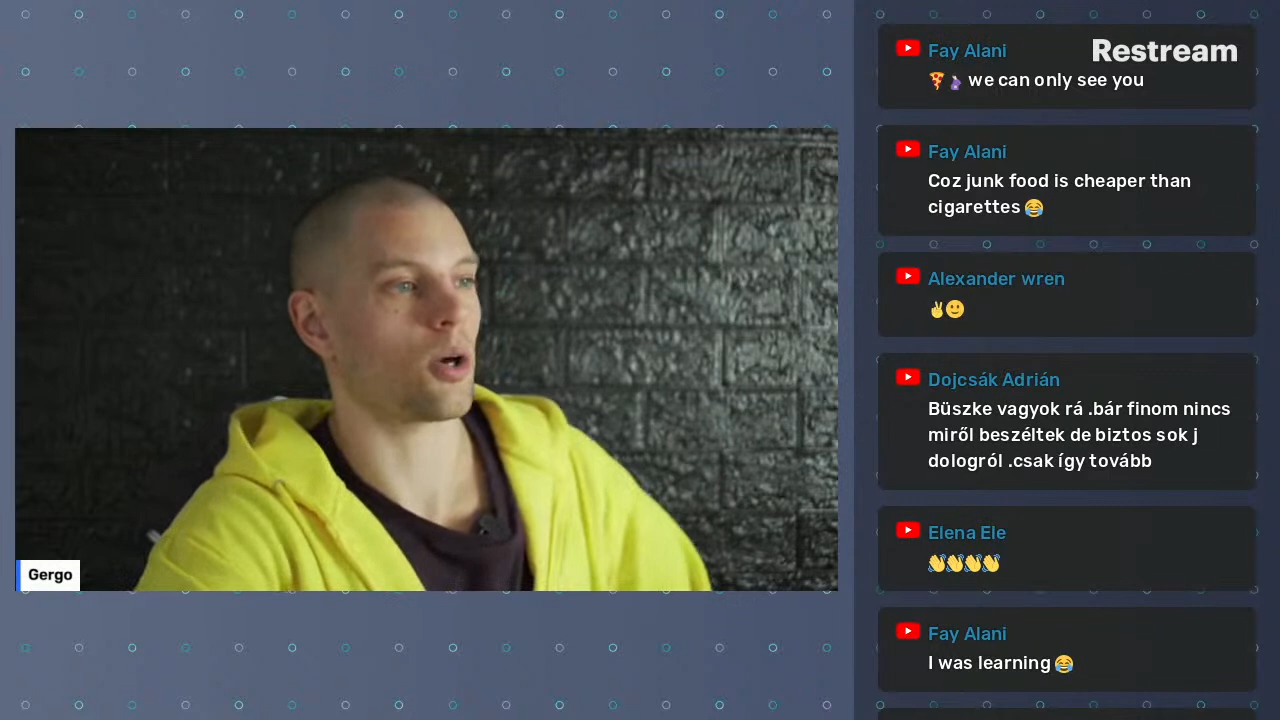 Gergo
Restream
Fay Alani
🍕 we can only see you
Fay Alani
Coz junk food is cheaper than
cigarettes 😂
Alexander wren
✌️🙂
Dojcsák Adrián
Büszke vagyok rá .bár finom nincs
miről beszéltek de biztos sok j
dologról .csak így tovább
Elena Ele
👏👏👏👏
Fay Alani
I was learning 😂